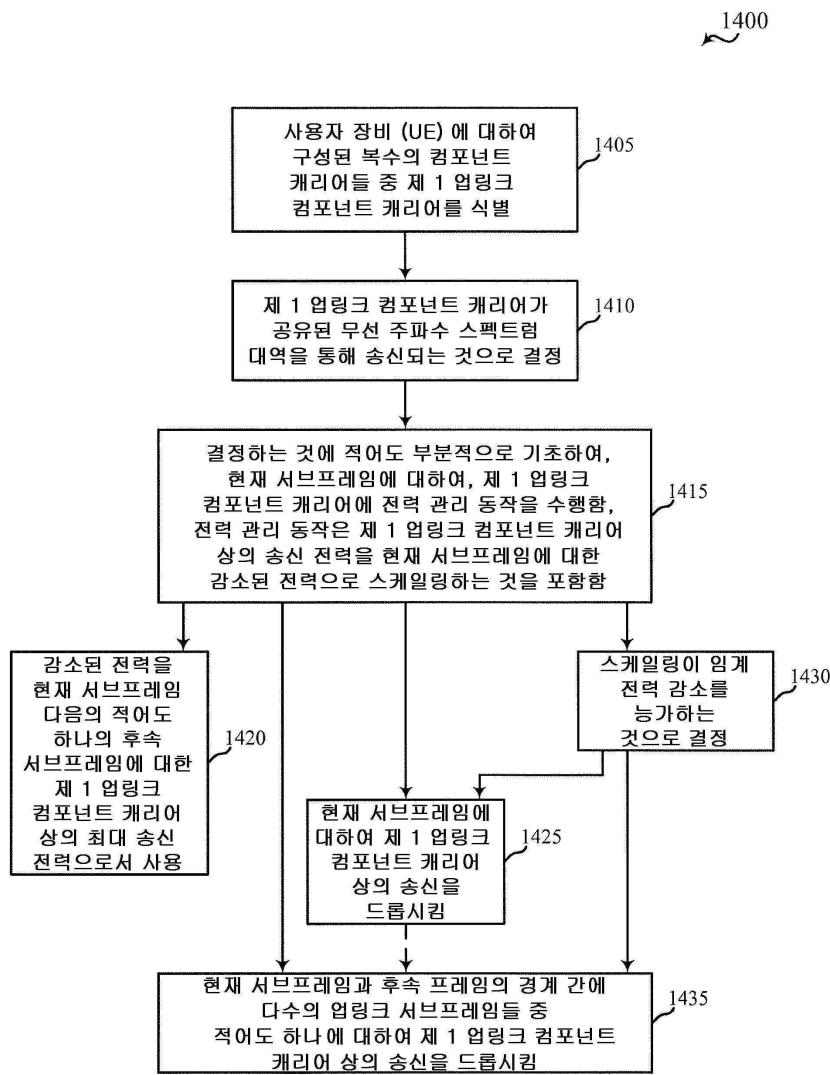 1400
사용자 장비 (UE) 에 대하여
구성된 복수의 컴포넌트
캐리어들 중 제 1 업링크
컴포넌트 캐리어를 식별
1405
제 1 업링크 컴포넌트 캐리어가
공유된 무선 주파수 스펙트럼
대역을 통해 송신되는 것으로 결정
1410
결정하는 것에 적어도 부분적으로 기초하여,
현재 서브프레임에 대하여, 제 1 업링크
컴포넌트 캐리어에 전력 관리 동작을 수행함,
전력 관리 동작은 제 1 업링크 컴포넌트 캐리어
상의 송신 전력을 현재 서브프레임에 대한
감소된 전력으로 스케일링하는 것을 포함함
1415
감소된 전력을
현재 서브프레임
다음의 적어도
하나의 후속
서브프레임에 대한
제 1 업링크
컴포넌트 캐리어
상의 최대 송신
전력으로서 사용
1420
스케일링이 임계
전력 감소를
능가하는
것으로 결정
1430
현재 서브프레임에
대하여 제 1 업링크
컴포넌트 캐리어
상의 송신을
드롭시킴
1425
현재 서브프레임과 후속 프레임의 경계 간에
다수의 업링크 서브프레임들 중
적어도 하나에 대하여 제 1 업링크 컴포넌트
캐리어 상의 송신을 드롭시킴
1435